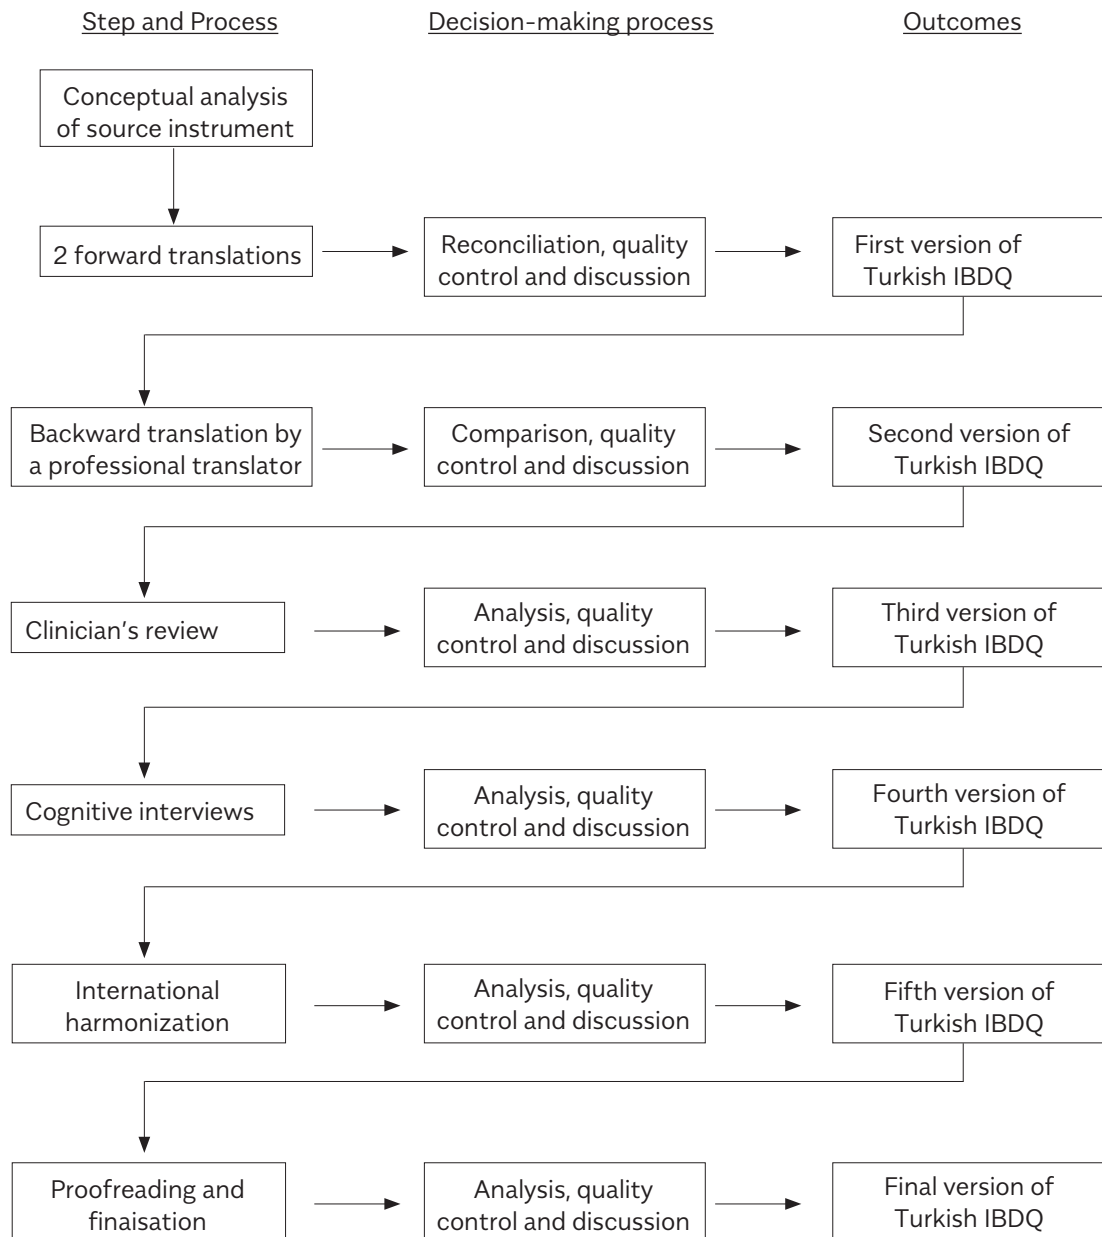 Step and Process
Decision-making process
Outcomes
Conceptual analysis
of source instrument
2 forward translations
Reconciliation, quality
control and discussion
First version of
Turkish IBDQ
Backward translation by
a professional translator
Comparison, quality
control and discussion
Second version of
Turkish IBDQ
Clinician's review
Analysis, quality
control and discussion
Third version of
Turkish IBDQ
Cognitive interviews
Analysis, quality
control and discussion
Fourth version of
Turkish IBDQ
International
harmonization
Analysis, quality
control and discussion
Fifth version of
Turkish IBDQ
Proofreading and
finaisation
Analysis, quality
control and discussion
Final version of
Turkish IBDQ